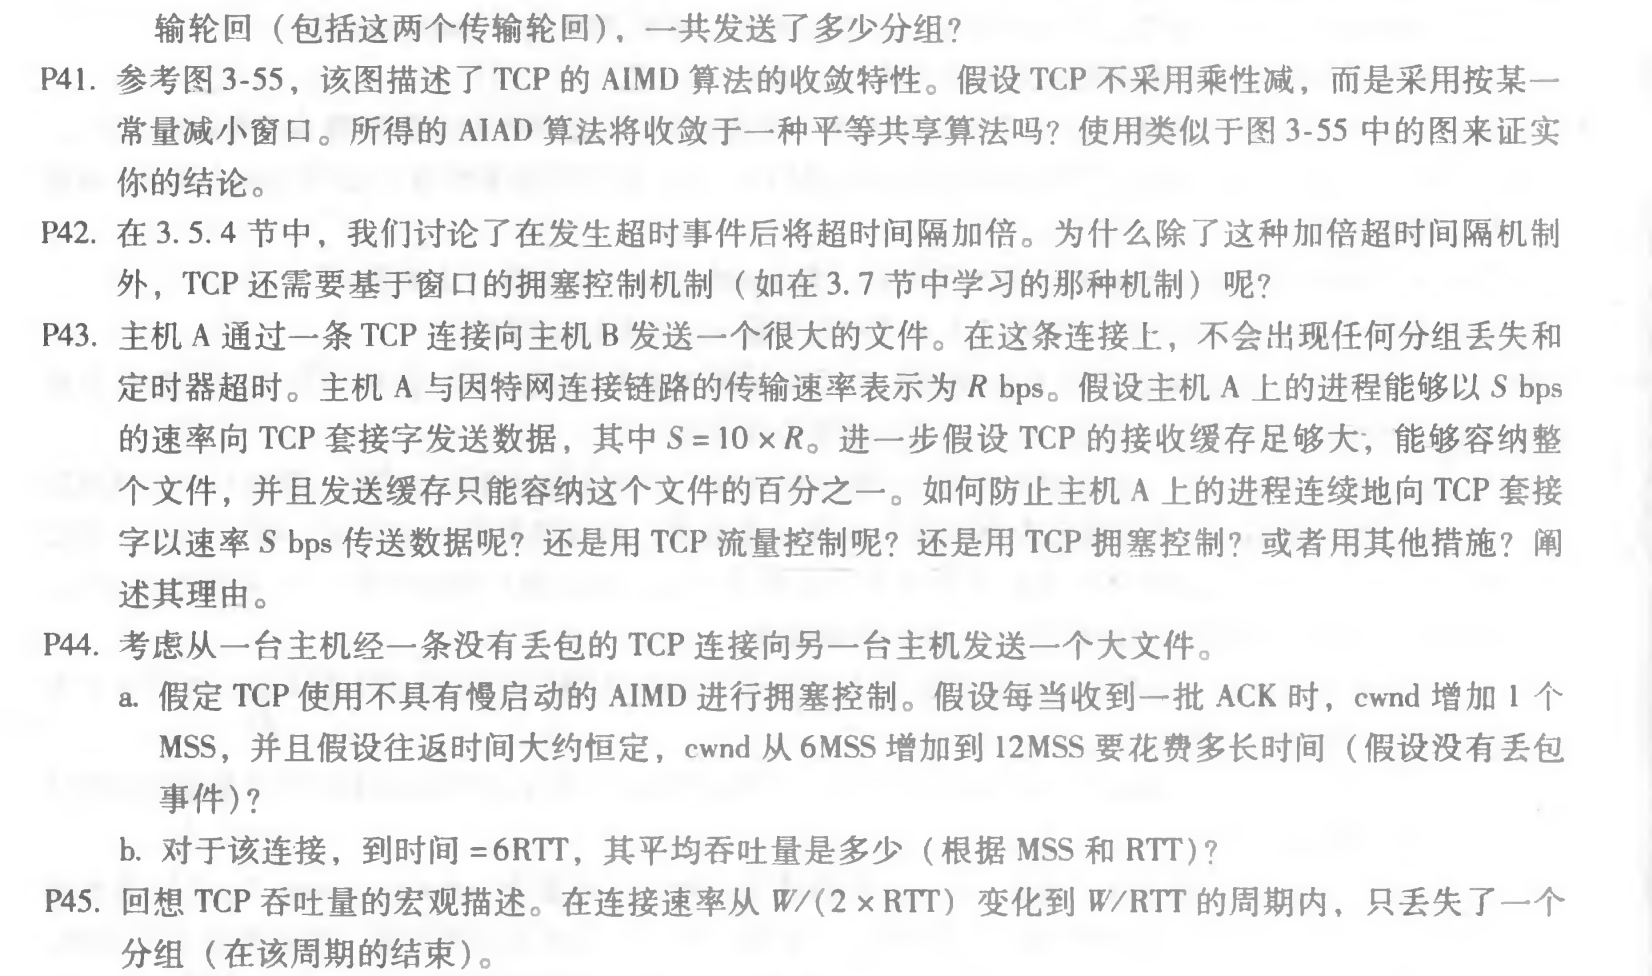 输轮回（包括这两个传输轮回），一共发送了多少分组？
P41. 参考图 3-55，该图描述了 TCP 的 AIMD 算法的收敛特性。假设 TCP 不采用乘性减，而是采用按某一
常量减小窗口。所得的 AIAD 算法将收敛于一种平等共享算法吗？使用类似于图 3-55 中的图来证实
你的结论。
P42. 在 3.5.4 节中，我们讨论了在发生超时事件后将超时间隔加倍。为什么除了这种加倍超时间隔机制
外，TCP 还需要基于窗口的拥塞控制机制（如在 3.7 节中学习的那种机制）呢？
P43. 主机 A 通过一条 TCP 连接向主机 B 发送一个很大的文件。在这条连接上，不会出现任何分组丢失和
定时器超时。主机 A 与因特网连接链路的传输速率表示为 R bps。假设主机 A 上的进程能够以 S bps
的速率向 TCP 套接字发送数据，其中 S = 10 × R。进一步假设 TCP 的接收缓存足够大，能够容纳整
个文件，并且发送缓存只能容纳这个文件的百分之一。如何防止主机 A 上的进程连续地向 TCP 套接
字以速率 S bps 传送数据呢？还是用 TCP 流量控制呢？还是用 TCP 拥塞控制？或者用其他措施？阐
述其理由。
P44. 考虑从一台主机经一条没有丢包的 TCP 连接向另一台主机发送一个大文件。
a. 假定 TCP 使用不具有慢启动的 AIMD 进行拥塞控制。假设每当收到一批 ACK 时，cwnd 增加 1 个
MSS，并且假设往返时间大约恒定，cwnd 从 6MSS 增加到 12MSS 要花费多长时间（假设没有丢包
事件）？
b. 对于该连接，到时间 = 6RTT，其平均吞吐量是多少（根据 MSS 和 RTT）？
P45. 回想 TCP 吞吐量的宏观描述。在连接速率从 W/(2 × RTT) 变化到 W/RTT 的周期内，只丢失了一个
分组（在该周期的结束）。